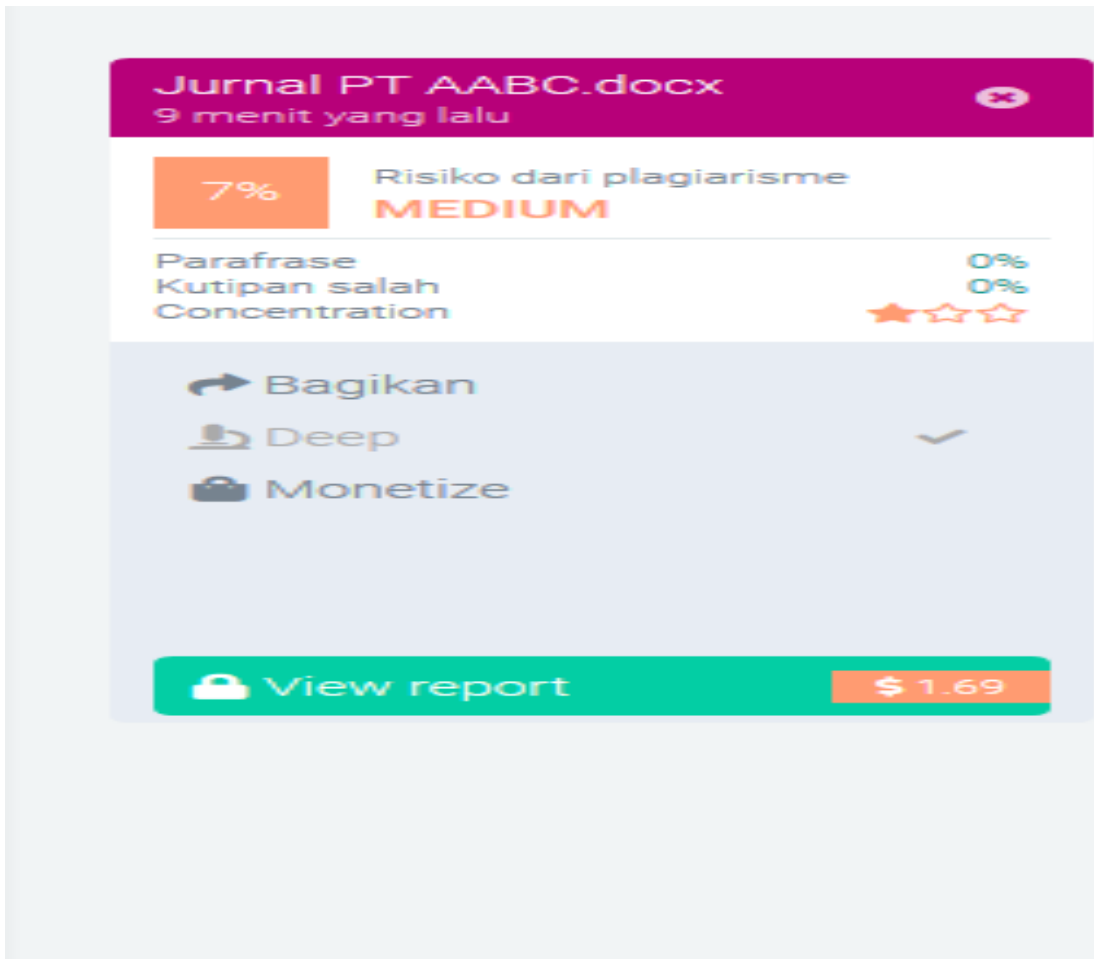 Jurnal PT AABC.docx
9 menit yang lalu
7%
Risiko dari plagiarisme
MEDIUM
Parafrase 0%
Kutipan salah 0%
Concentration
Bagikan
Deep
Monetize
View report $ 1.69